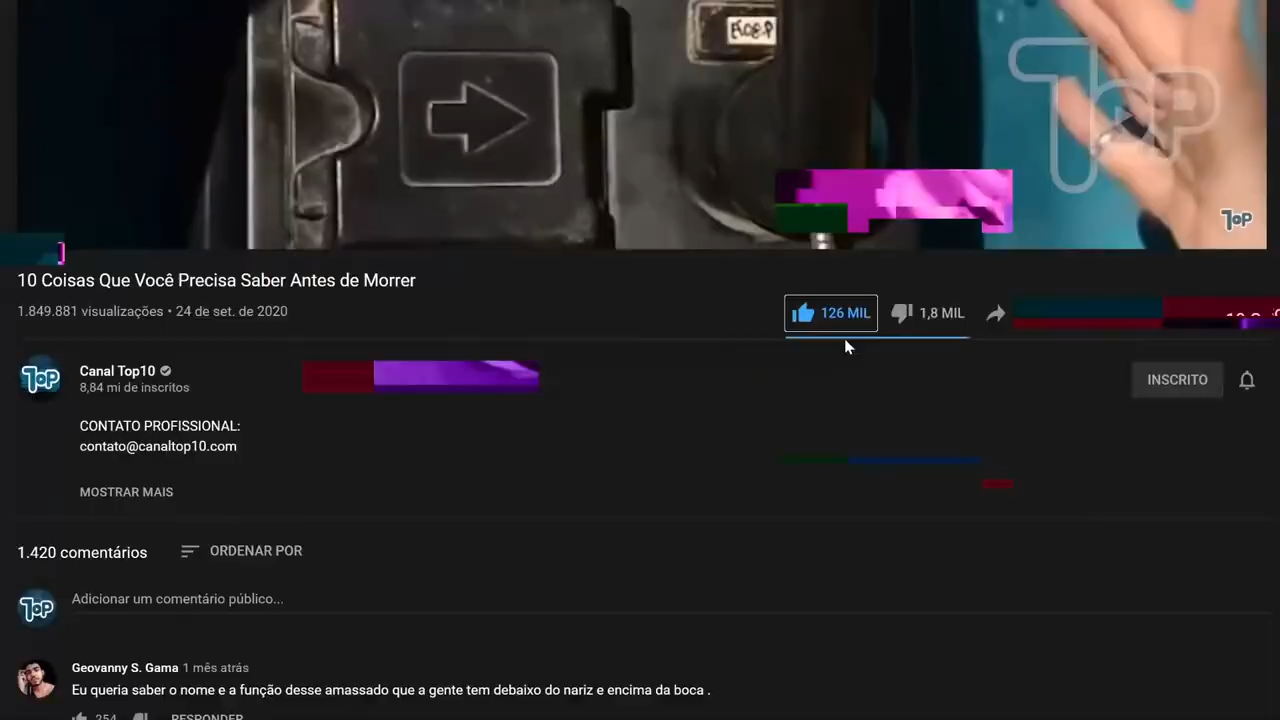 TOP
TOP
10 Coisas Que Você Precisa Saber Antes de Morrer
1.849.881 visualizações • 24 de set. de 2020
126 MIL
1,8 MIL
TOP
Canal Top10
8,84 mi de inscritos
INSCRITO
CONTATO PROFISSIONAL:
contato@canaltop10.com
MOSTRAR MAIS
1.420 comentários
ORDENAR POR
TOP
Adicionar um comentário público...
Geovanny S. Gama 1 mês atrás
Eu queria saber o nome e a função desse amassado que a gente tem debaixo do nariz e encima da boca .
254
RESPONDER